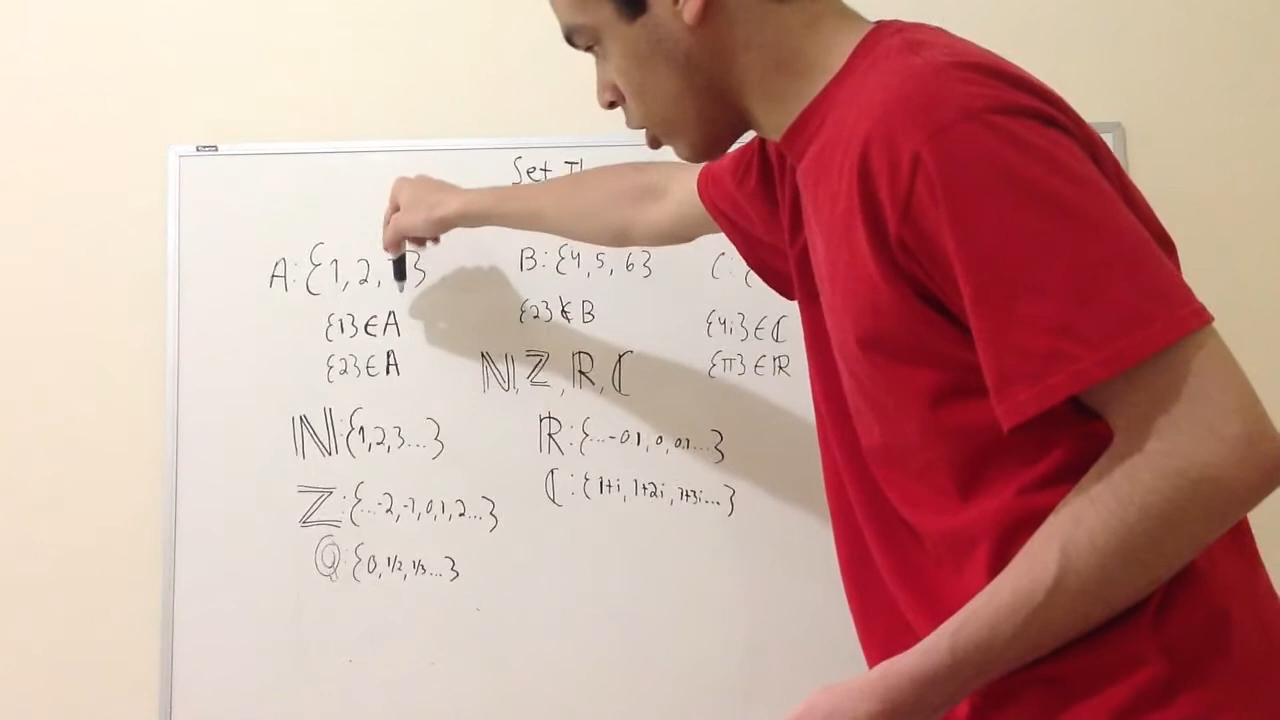 Set
A: {1, 2, }
B: {4, 5, 6}
C: {
{1} ∈ A
{2} ∉ B
{4i} ∈ ℂ
{2} ∈ A
ℕ, ℤ, ℝ, ℂ
{π} ∈ ℝ
ℕ: {1, 2, 3...}
ℝ: {...-0.1, 0, 0.1...}
ℤ: {...-2, -1, 0, 1, 2...}
ℂ: {1+i, 1+2i, 1+3i...}
ℚ: {0, 1/2, 1/3...}